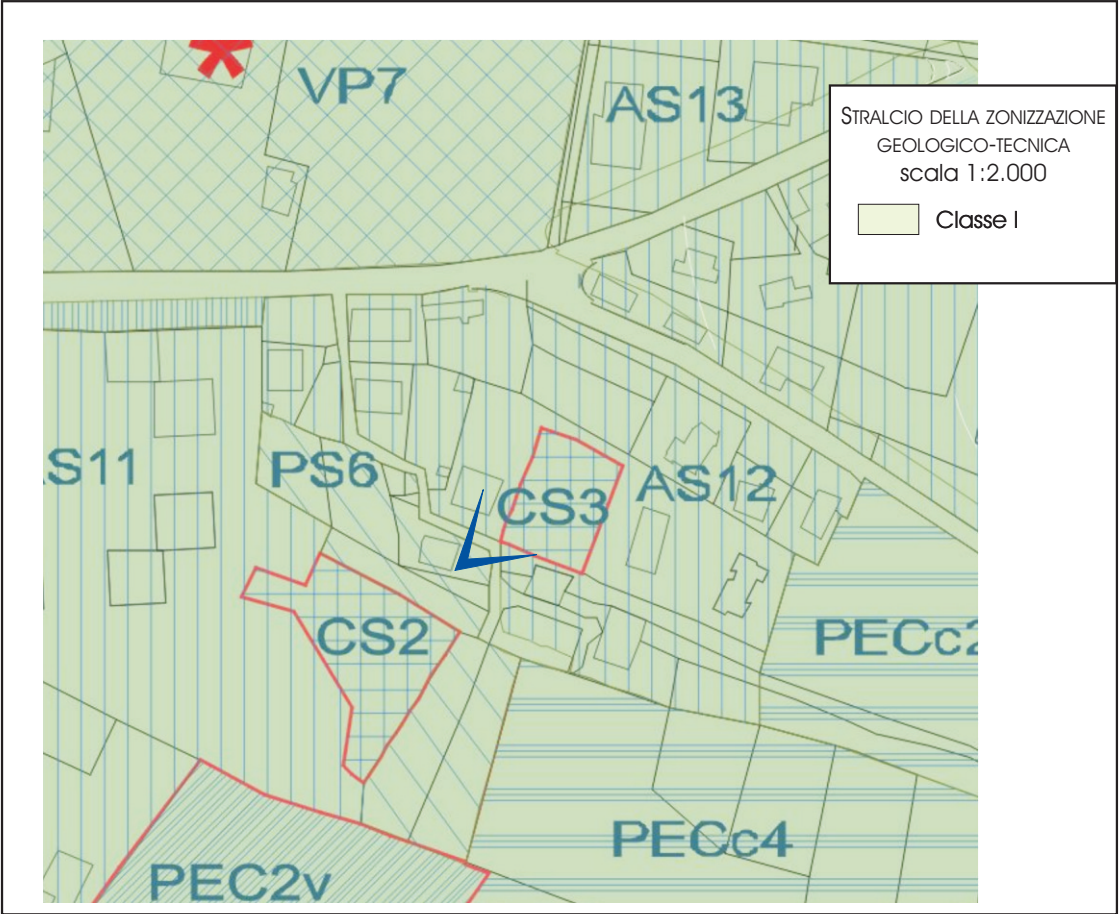 VP7
AS13
STRALCIO DELLA ZONIZZAZIONE
GEOLOGICO-TECNICA
scala 1:2.000
Classe I
S11
PS6
CS3
AS12
CS2
PECc2
PECc4
PEC2v